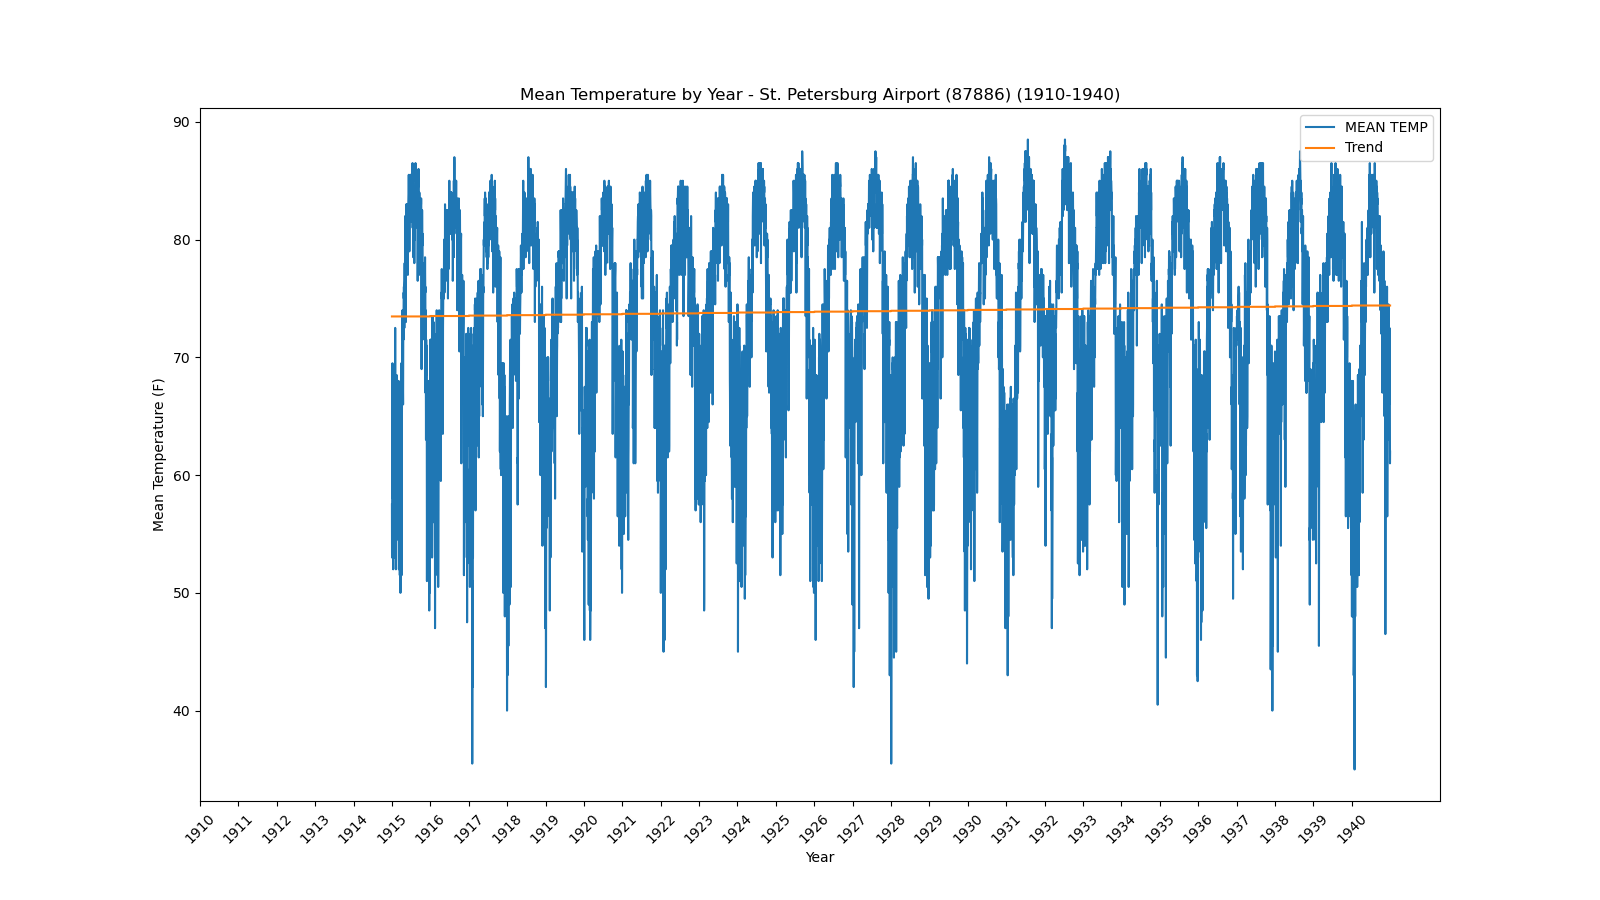 Mean Temperature by Year - St. Petersburg Airport (87886) (1910-1940)
MEAN TEMP
Trend
Mean Temperature (F)
90
80
70
60
50
40
1910 1911 1912 1913 1914 1915 1916 1917 1918 1919 1920 1921 1922 1923 1924 1925 1926 1927 1928 1929 1930 1931 1932 1933 1934 1935 1936 1937 1938 1939 1940
Year